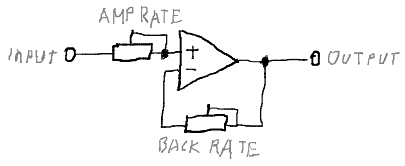 AMP RATE
INPUT
+
-
OUTPUT
BACK RATE